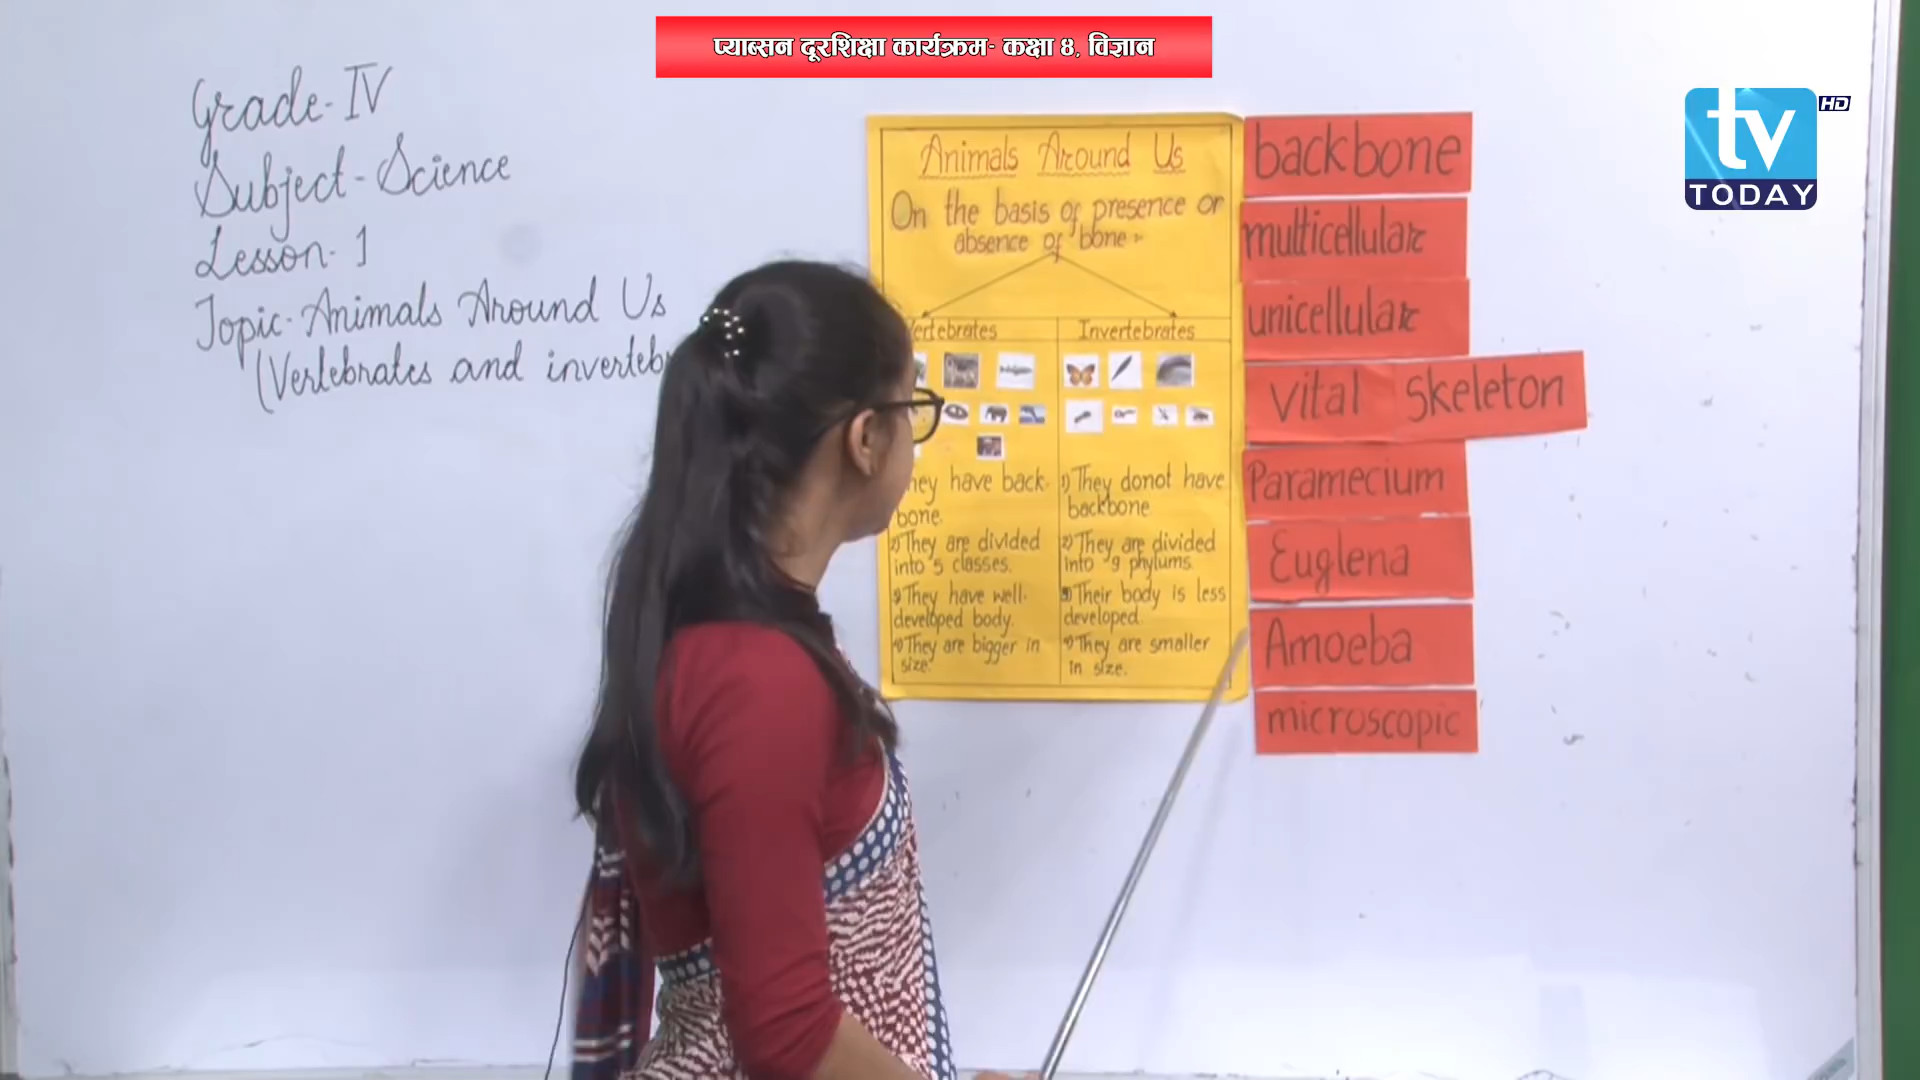 प्याब्सन दूरशिक्षा कार्यक्रम- कक्षा ४, विज्ञान
tv HD
TODAY
Grade-IV
Subject-Science
Lesson-1
Topic-Animals Around Us
(Vertebrates and inverteb
Animals Around Us
On the basis of presence or
absence of bone:-
ertebrates
hey have back-
bone.
2) They are divided
into 5 classes.
3) They have well-
developed body.
4) They are bigger in
size.
Invertebrates
1) They donot have
backbone
2) They are divided
into 9 phylums.
3) Their body is less
developed.
4) They are smaller
in size.
backbone
multicellular
unicellular
Vital Skeleton
Paramecium
Euglena
Amoeba
microscopic